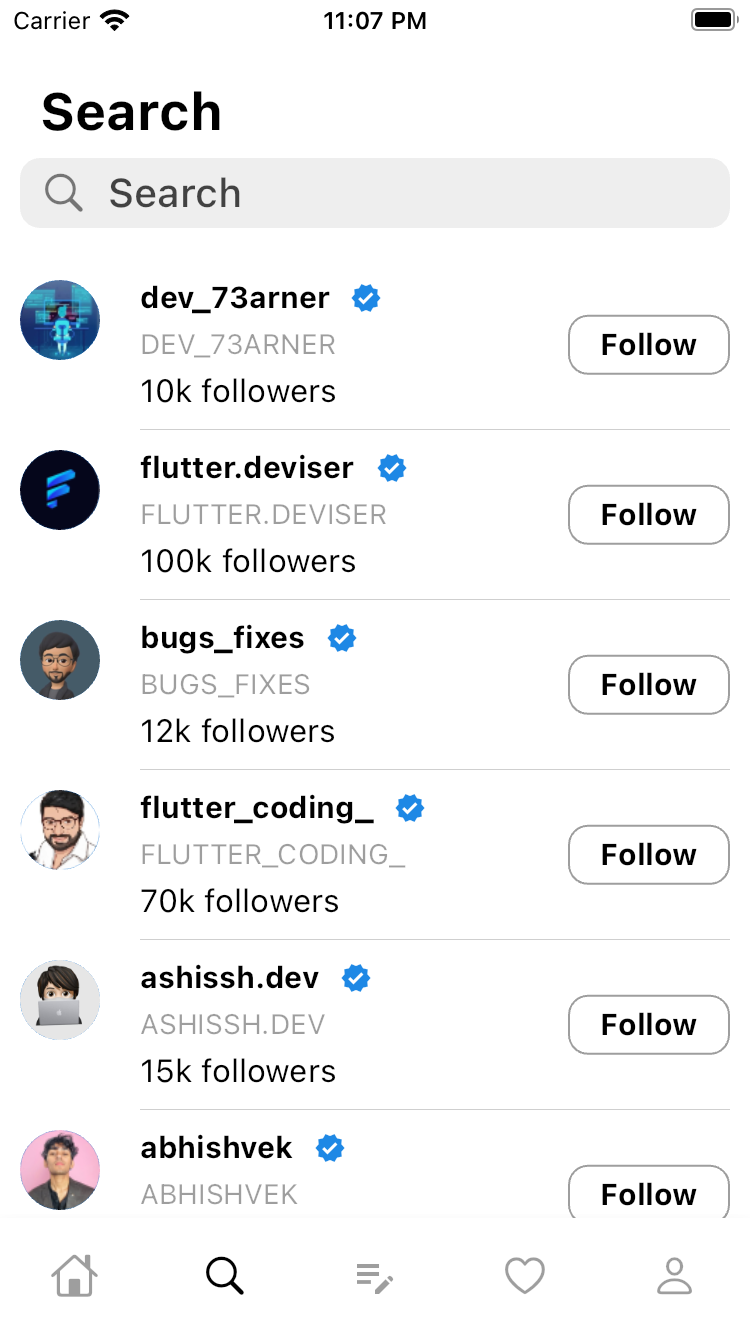 Carrier 11:07 PM
Search
Search
dev_73arner
DEV_73ARNER
Follow
10k followers
flutter.deviser
FLUTTER.DEVISER
Follow
100k followers
bugs_fixes
BUGS_FIXES
Follow
12k followers
flutter_coding_
FLUTTER_CODING_
Follow
70k followers
ashissh.dev
ASHISSH.DEV
Follow
15k followers
abhishvek
ABHISHVEK
Follow